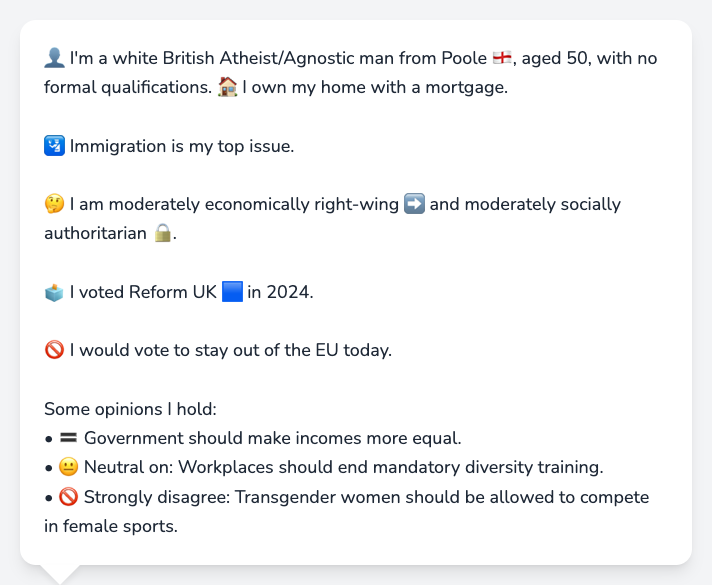 👤 I'm a white British Atheist/Agnostic man from Poole 🏴󠁧󠁢󠁥󠁮󠁧󠁿, aged 50, with no
formal qualifications. 🏠 I own my home with a mortgage.
🛂 Immigration is my top issue.
🤔 I am moderately economically right-wing ➡️ and moderately socially
authoritarian 🔒.
🗳️ I voted Reform UK 🟦 in 2024.
🚫 I would vote to stay out of the EU today.
Some opinions I hold:
• 🟰 Government should make incomes more equal.
• 😐 Neutral on: Workplaces should end mandatory diversity training.
• 🚫 Strongly disagree: Transgender women should be allowed to compete
in female sports.